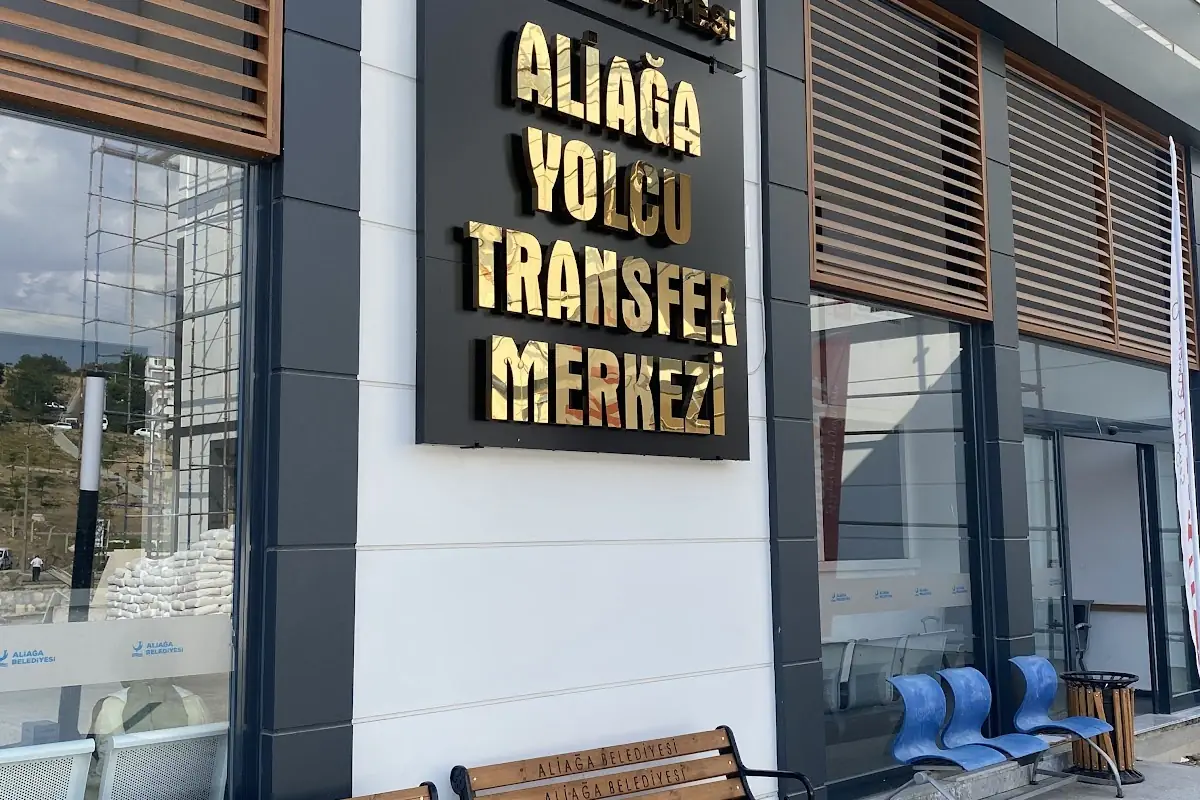 ALİAĞA
YOLCU
TRANSFER
MERKEZİ
ALİAĞA
BELEDİYESİ
ALİAĞA
BELEDİYESİ
ALİAĞA BELEDİYESİ
ALİAĞA BELEDİYESİ